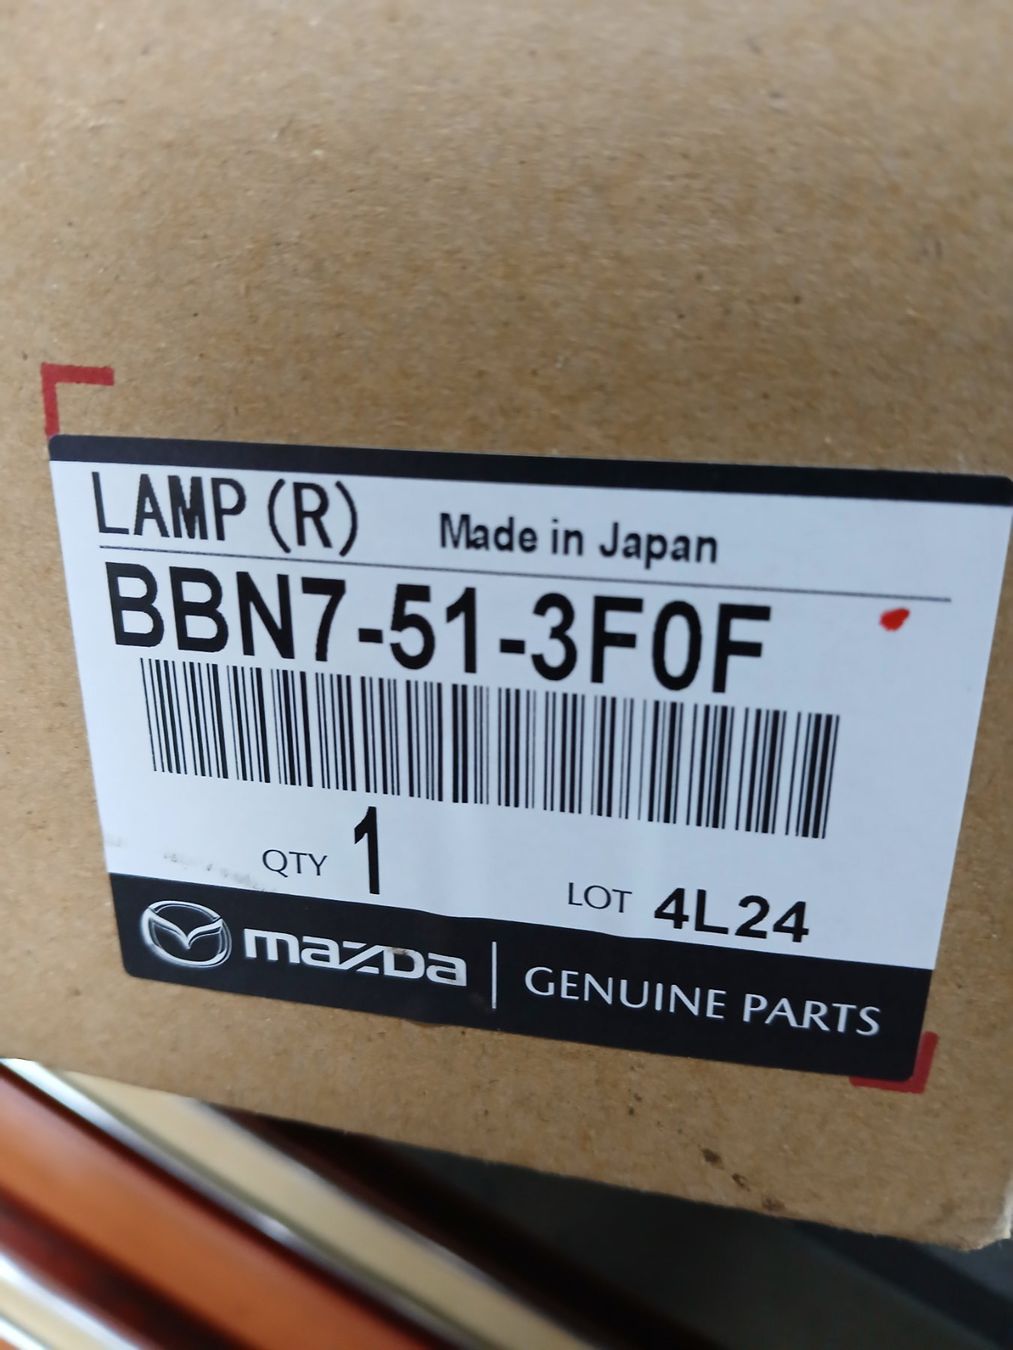 LAMP (R) Made in Japan
BBN7-51-3F0F
QTY 1
LOT 4L24
mazda GENUINE PARTS